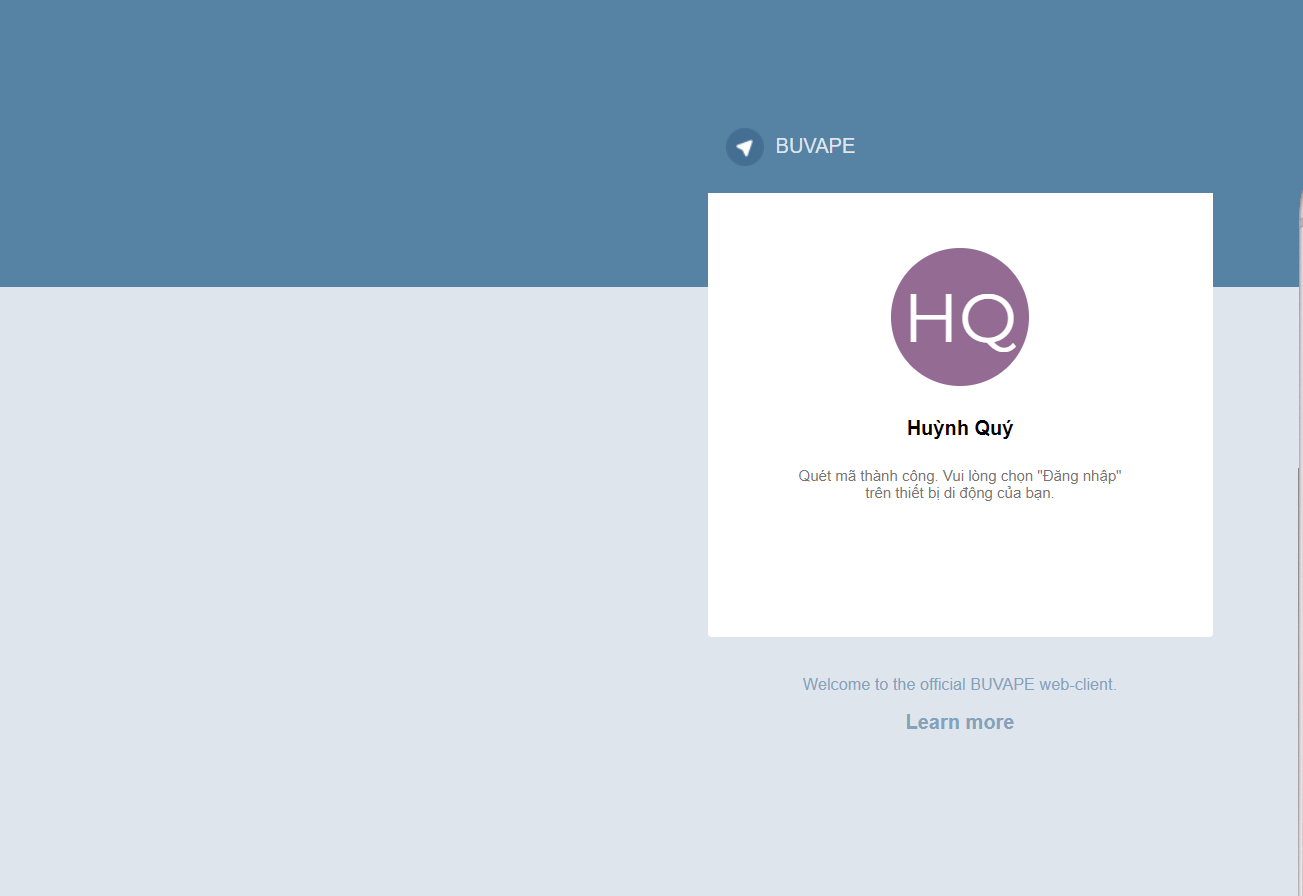 BUVAPE
HQ
Huỳnh Quý
Quét mã thành công. Vui lòng chọn "Đăng nhập"
trên thiết bị di động của bạn.
Welcome to the official BUVAPE web-client.
Learn more